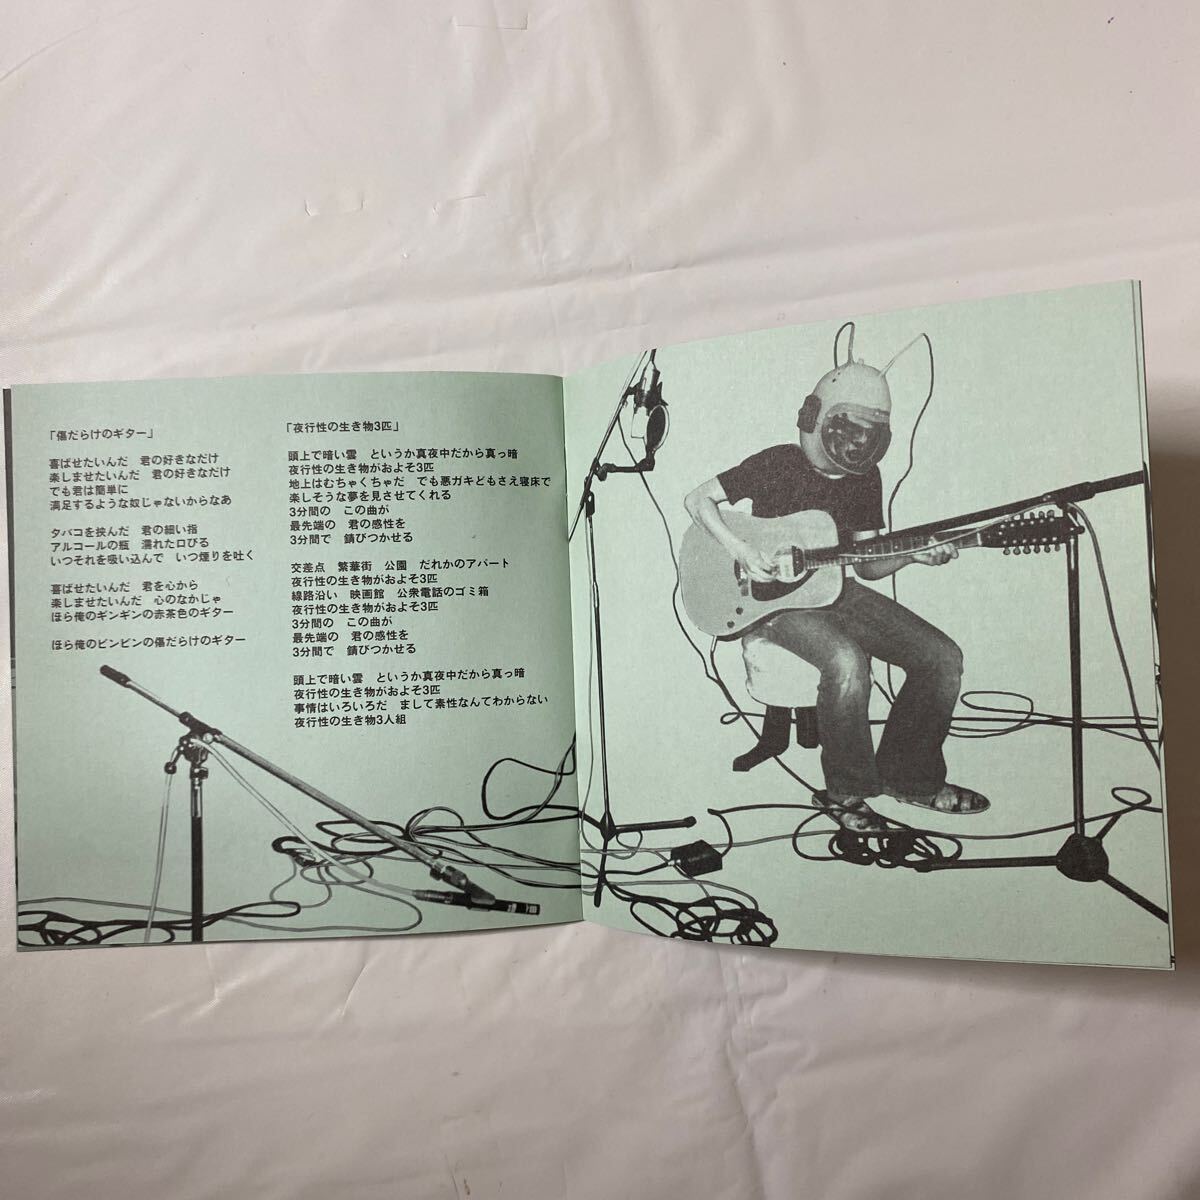 「傷だらけのギター」
喜ばせたいんだ　君の好きなだけ
楽しませたいんだ　君の好きなだけ
でも君は簡単に
満足するような奴じゃないからなあ
タバコを挟んだ　君の細い指
アルコールの瓶　濡れた口びる
いつそれを吸い込んで　いつ煙りを吐く
喜ばせたいんだ　君を心から
楽しませたいんだ　心のなかじゃ
ほら俺のギンギンの赤茶色のギター
ほら俺のビンビンの傷だらけのギター
「夜行性の生き物3匹」
頭上で暗い雲　というか真夜中だから真っ暗
夜行性の生き物がおよそ3匹
地上はむちゃくちゃだ　でも悪ガキどもさえ寝床で
楽しそうな夢を見させてくれる
3分間の　この曲が
最先端の　君の感性を
3分間で　錆びつかせる
交差点　繁華街　公園　だれかのアパート
夜行性の生き物がおよそ3匹
線路沿い　映画館　公衆電話のゴミ箱
夜行性の生き物がおよそ3匹
3分間の　この曲が
最先端の　君の感性を
3分間で　錆びつかせる
頭上で暗い雲　というか真夜中だから真っ暗
夜行性の生き物がおよそ3匹
事情はいろいろだ　まして素性なんてわからない
夜行性の生き物3人組